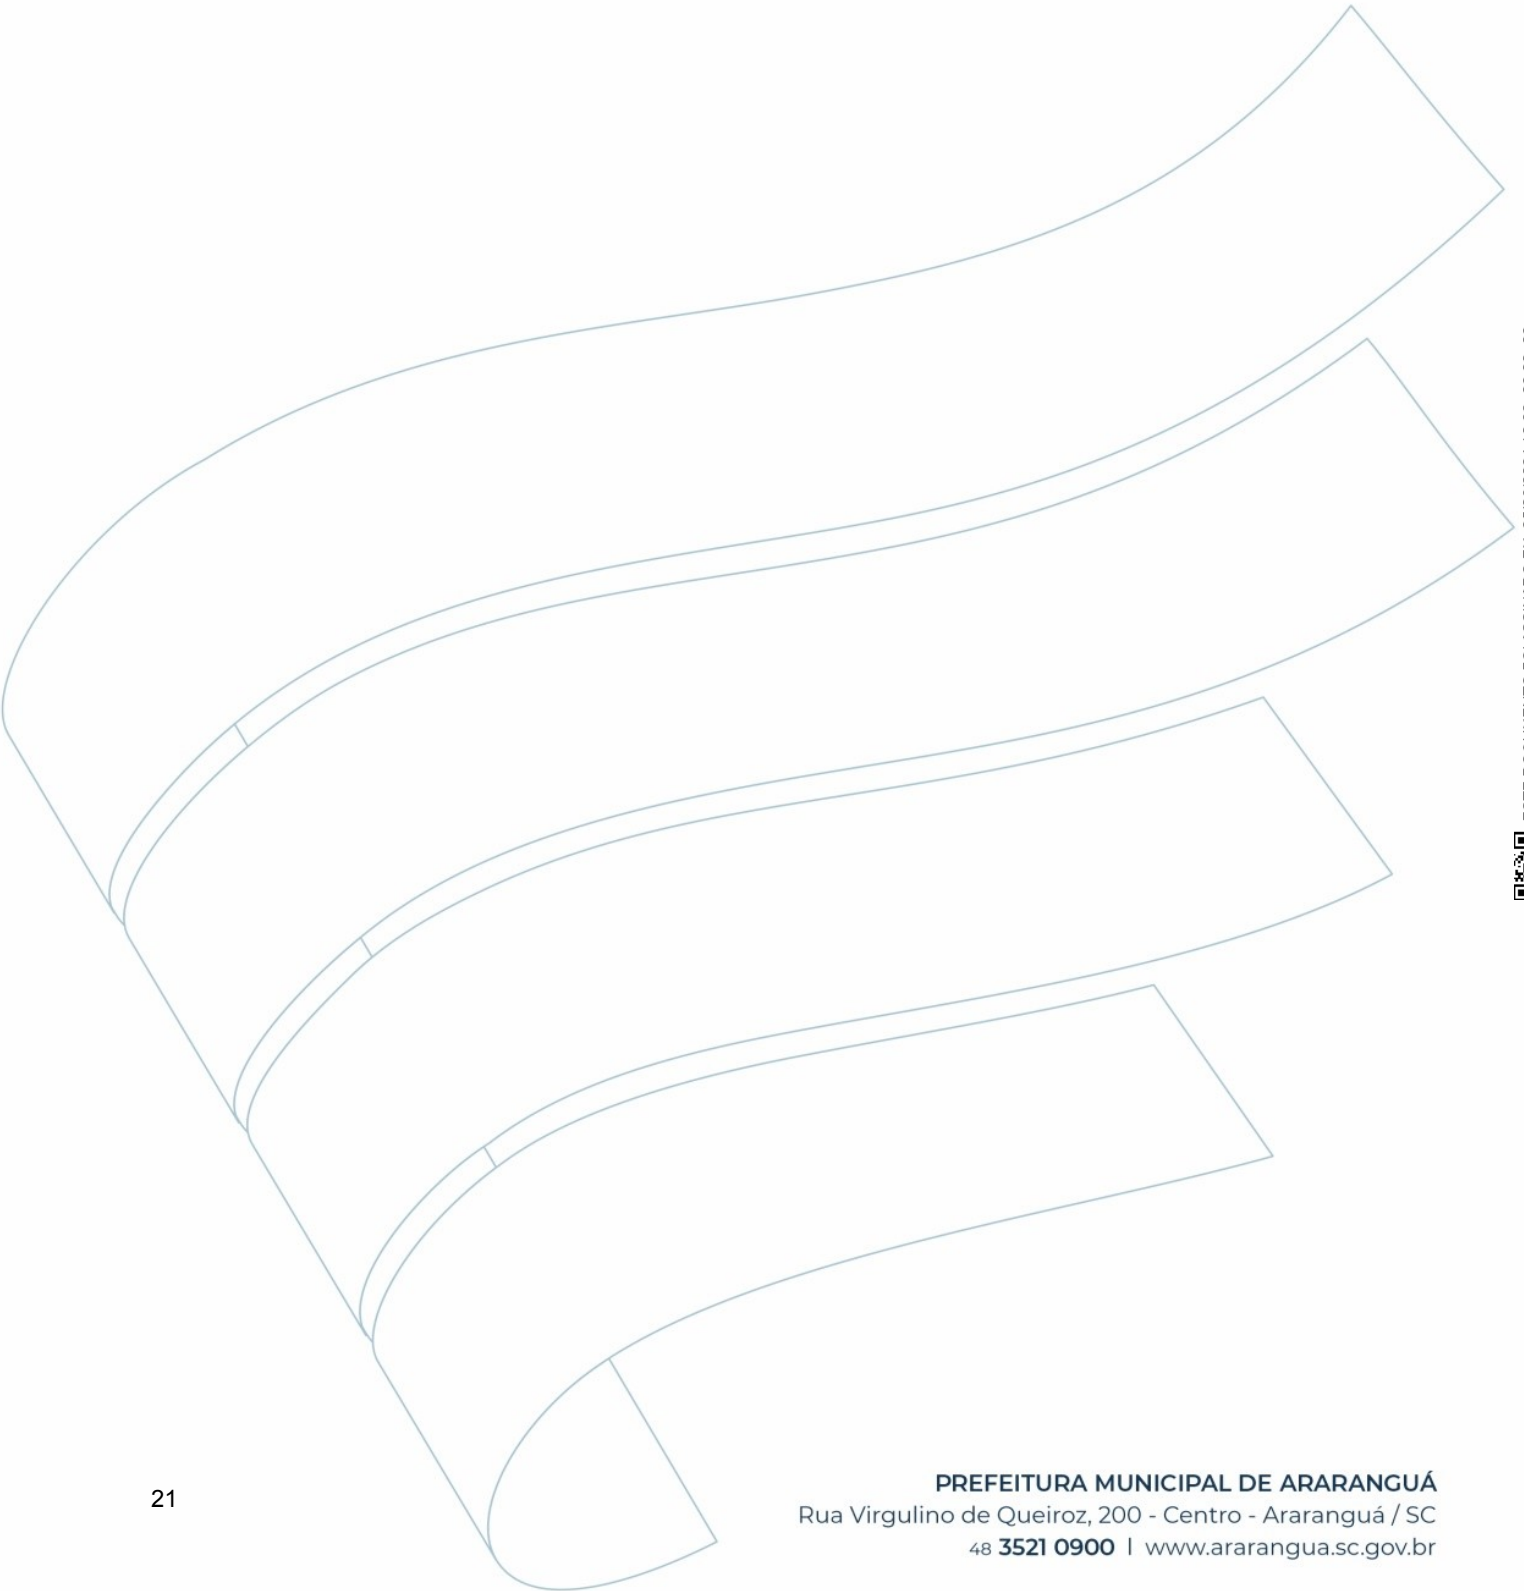 21
PREFEITURA MUNICIPAL DE ARARANGUÁ
Rua Virgulino de Queiroz, 200 - Centro - Araranguá / SC
48 3521 0900 | www.ararangua.sc.gov.br